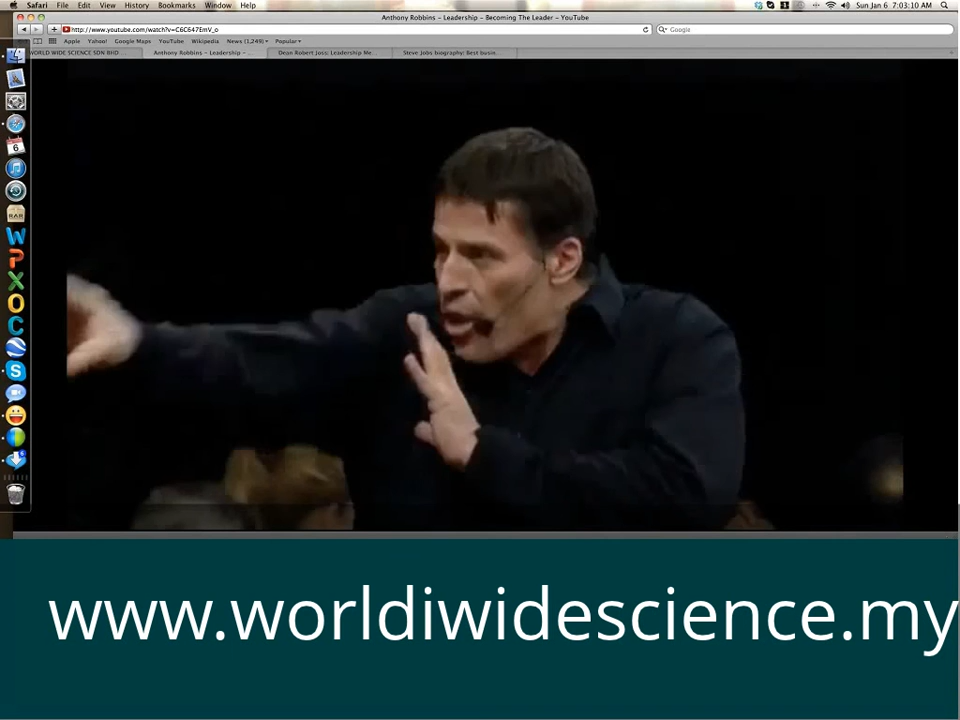 Safari File Edit View History Bookmarks Window Help Sun Jan 6 7:03:10 AM
Anthony Robbins - Leadership - Becoming The Leader - YouTube
http://www.youtube.com/watch?v=C6C647EmV_o Google
Apple Yahoo! Google Maps YouTube Wikipedia News (1,249) Popular
WORLD WIDE SCIENCE SDN BHD ... Anthony Robbins - Leadership - ... Dean Robert Joss: Leadership Me... Steve Jobs biography: Best busin...
6
RAR
W
P
X
O
C
S
www.worldiwidescience.my